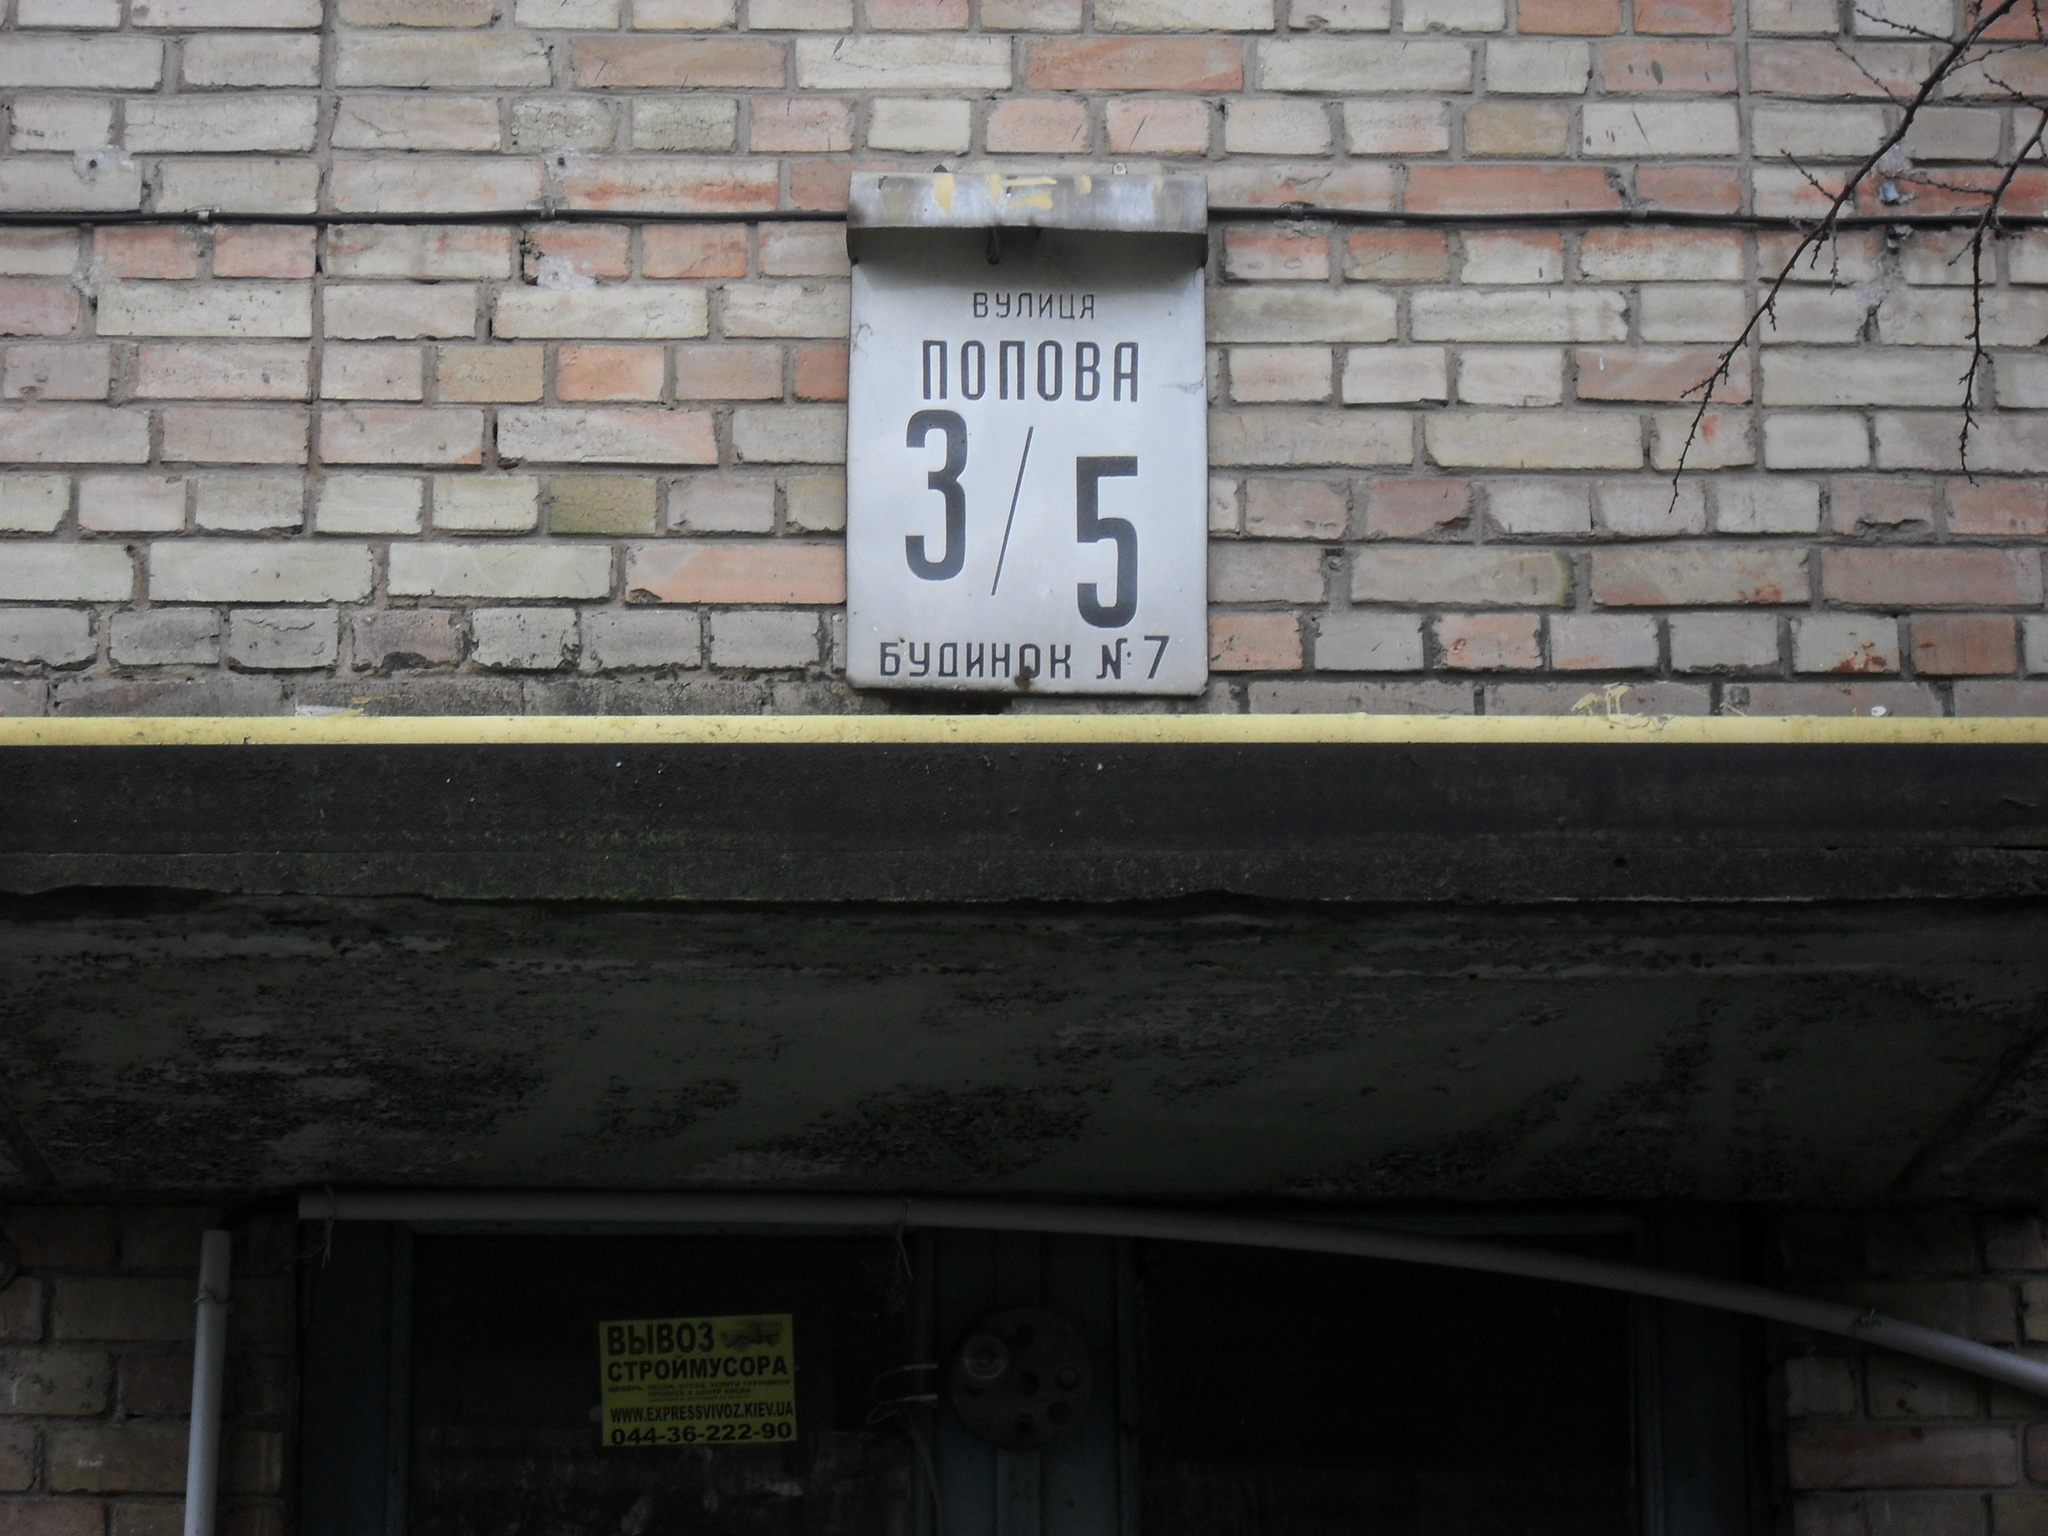 ВУЛИЦЯ
ПОПОВА
3/5
БУДИНОК №7
ВЫВОЗ
СТРОЙМУСОРА
WWW.EXPRESSVIVOZ.KIEV.UA
044-36-222-90